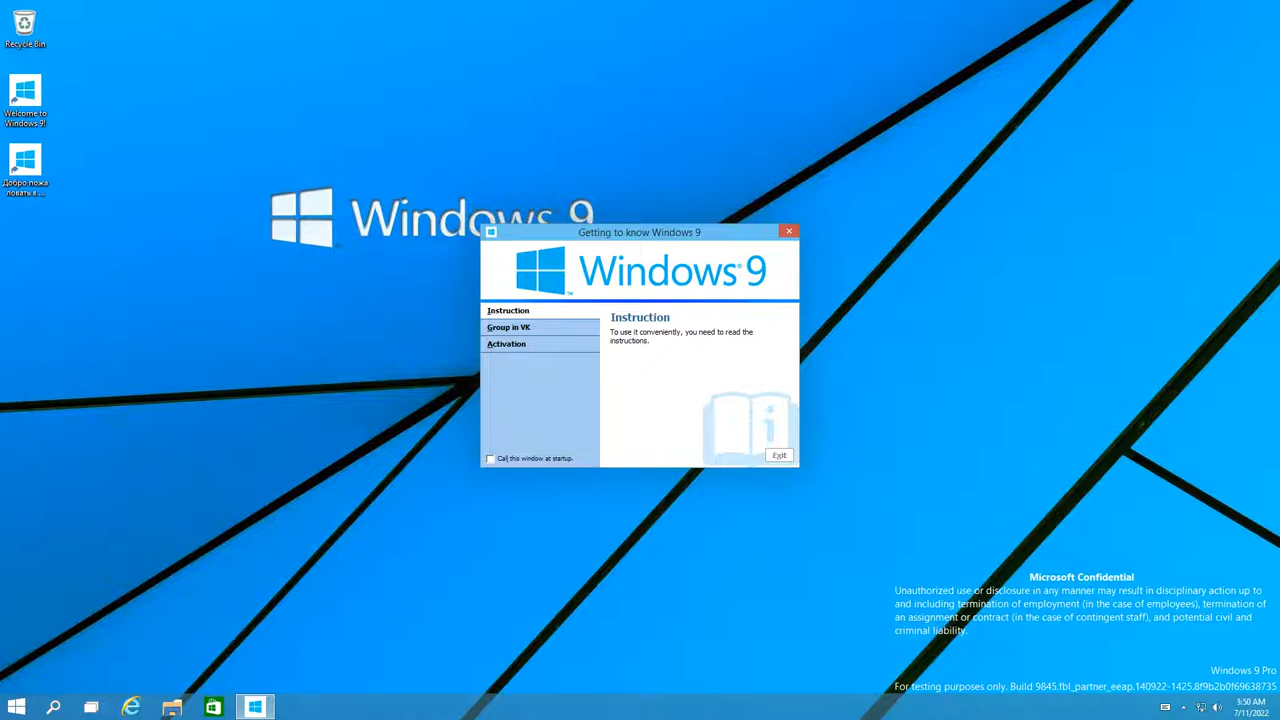 Recycle Bin
Welcome to
Windows 9!
Добро пожа
ловать в ...
Windows 9
Getting to know Windows 9
Windows® 9
™
Instruction
Group in VK
Activation
Instruction
To use it conveniently, you need to read the
instructions.
Call this window at startup.
Exit
Microsoft Confidential
Unauthorized use or disclosure in any manner may result in disciplinary action up to
and including termination of employment (in the case of employees), termination of
an assignment or contract (in the case of contingent staff), and potential civil and
criminal liability.
Windows 9 Pro
For testing purposes only. Build 9845.fbl_partner_eeap.140922-1425.8f9b2b0f69638735
3:50 AM
7/11/2022